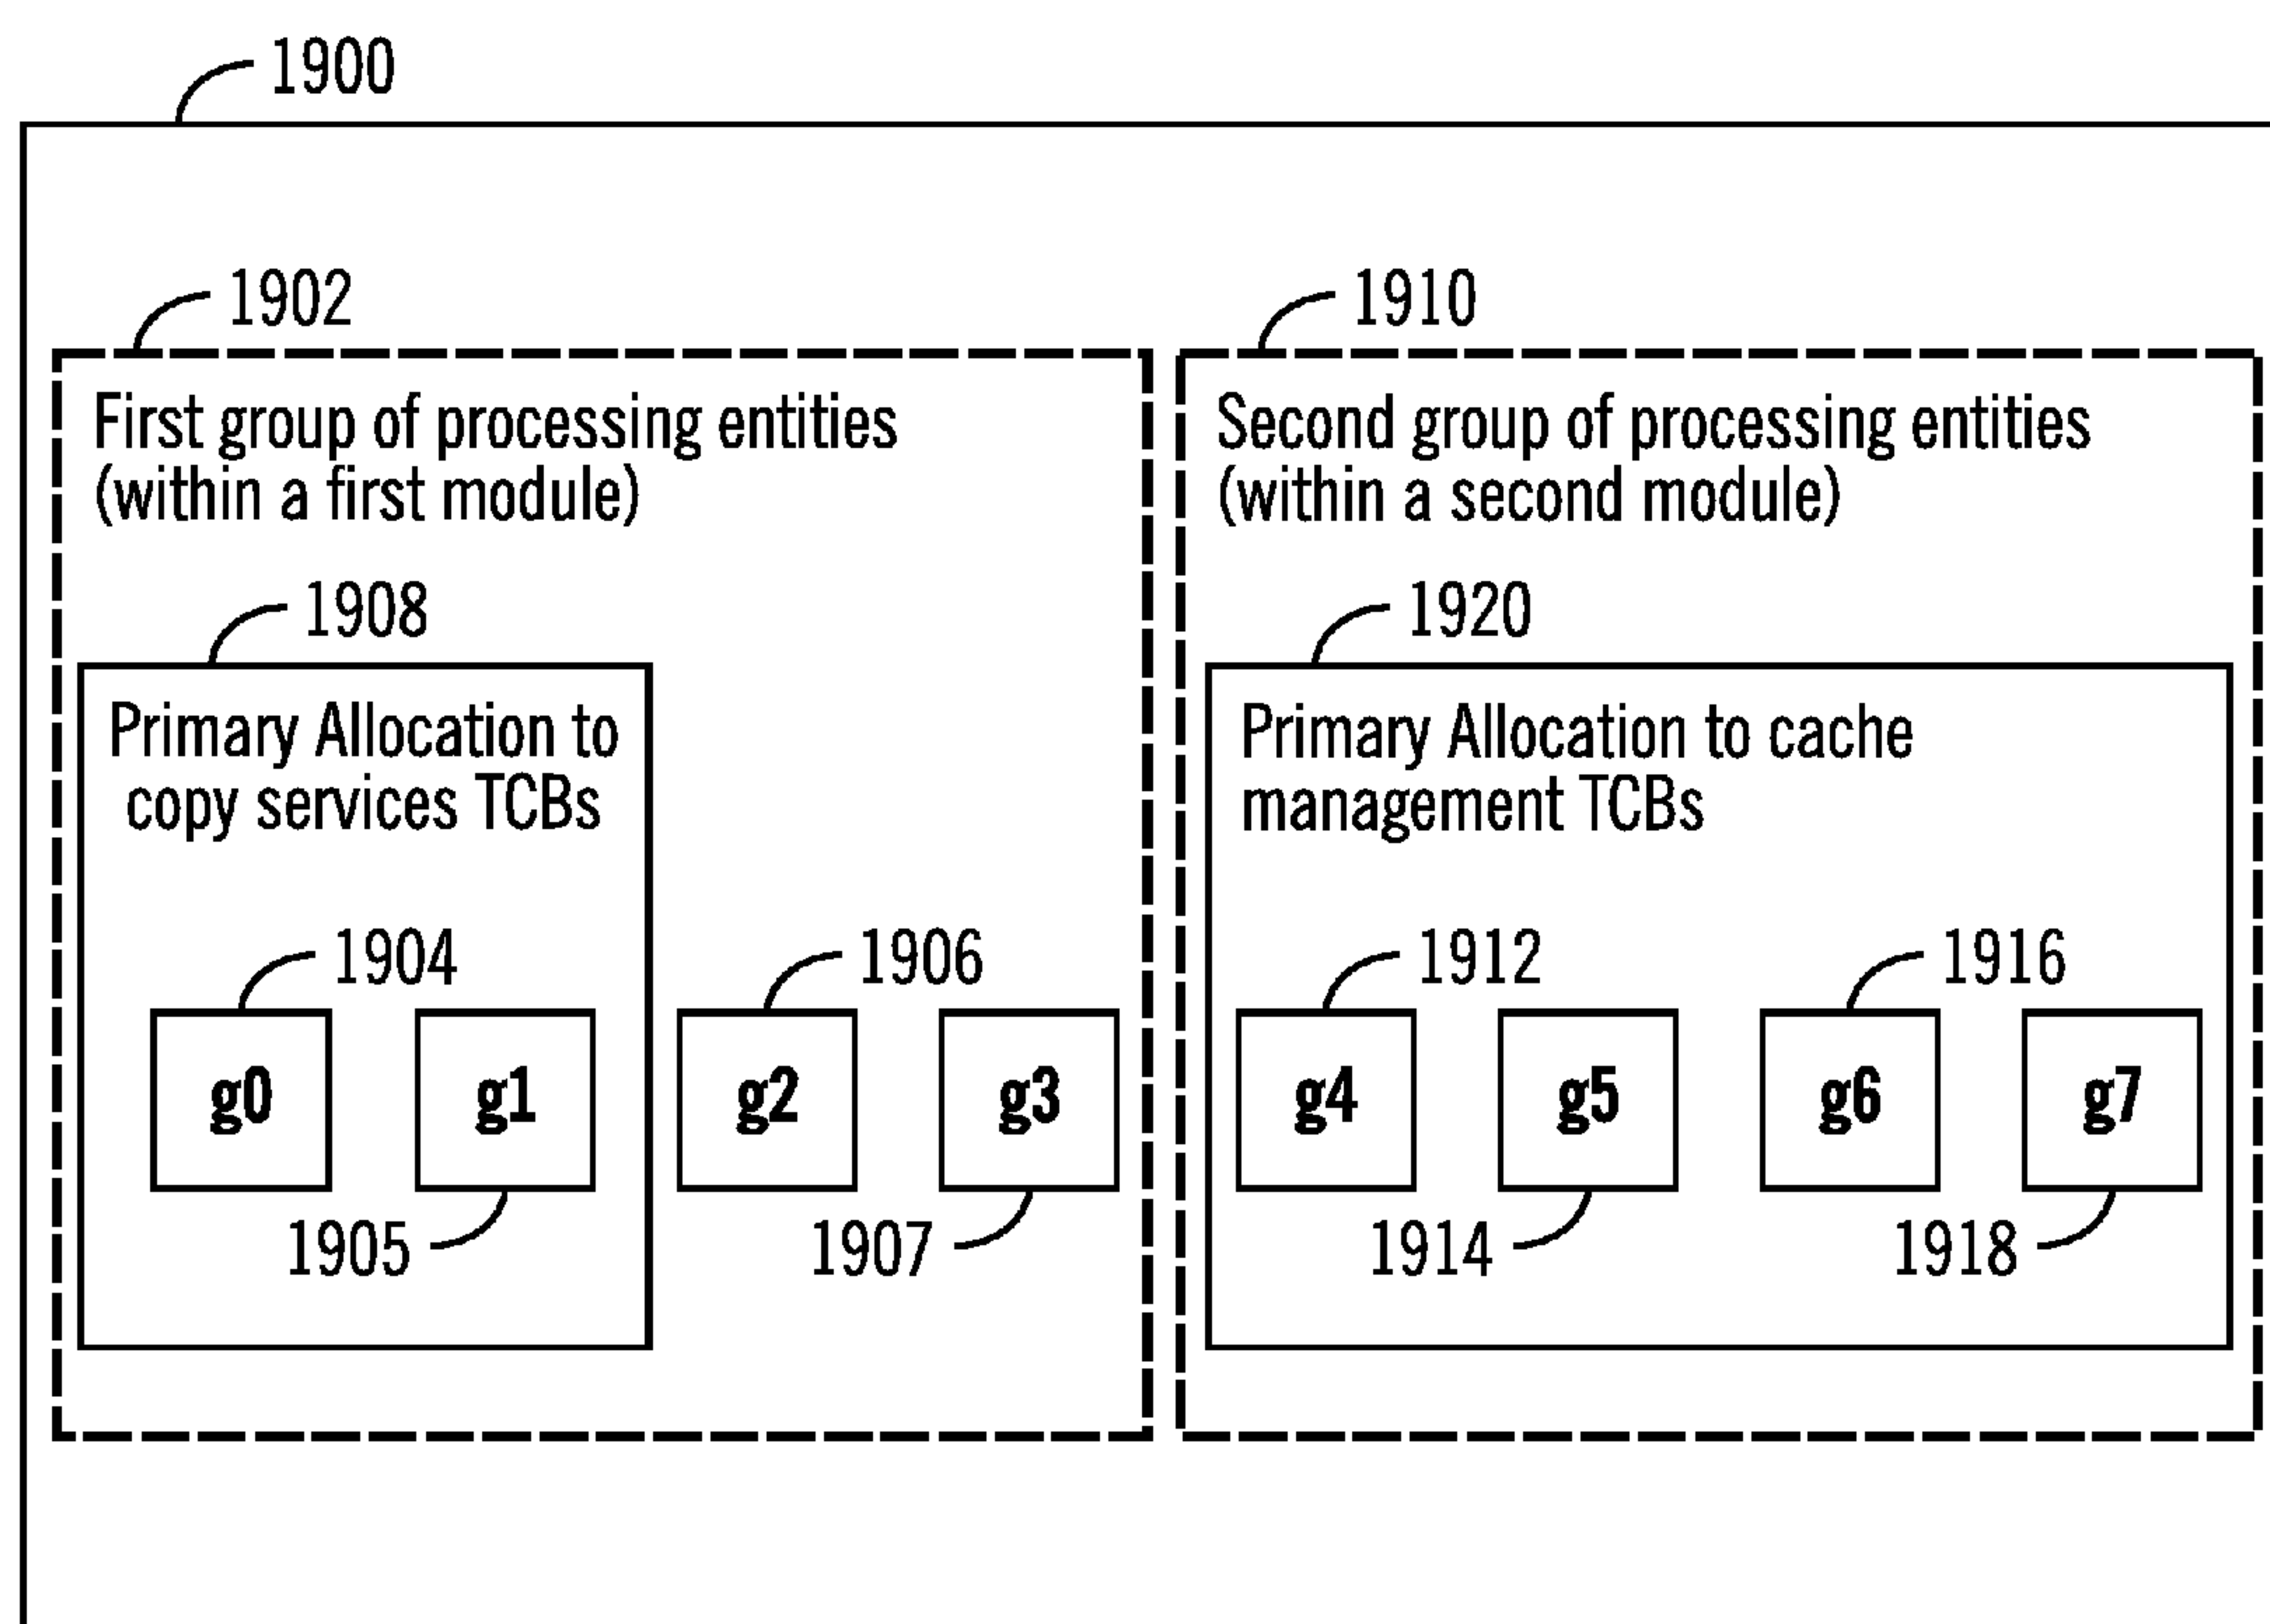 1900
1902
1910
First group of processing entities
(within a first module)
Second group of processing entities
(within a second module)
1908
1920
Primary Allocation to
copy services TCBs
Primary Allocation to cache
management TCBs
1904
1906
1912
1916
g0
g1
g2
g3
g4
g5
g6
g7
1905
1907
1914
1918